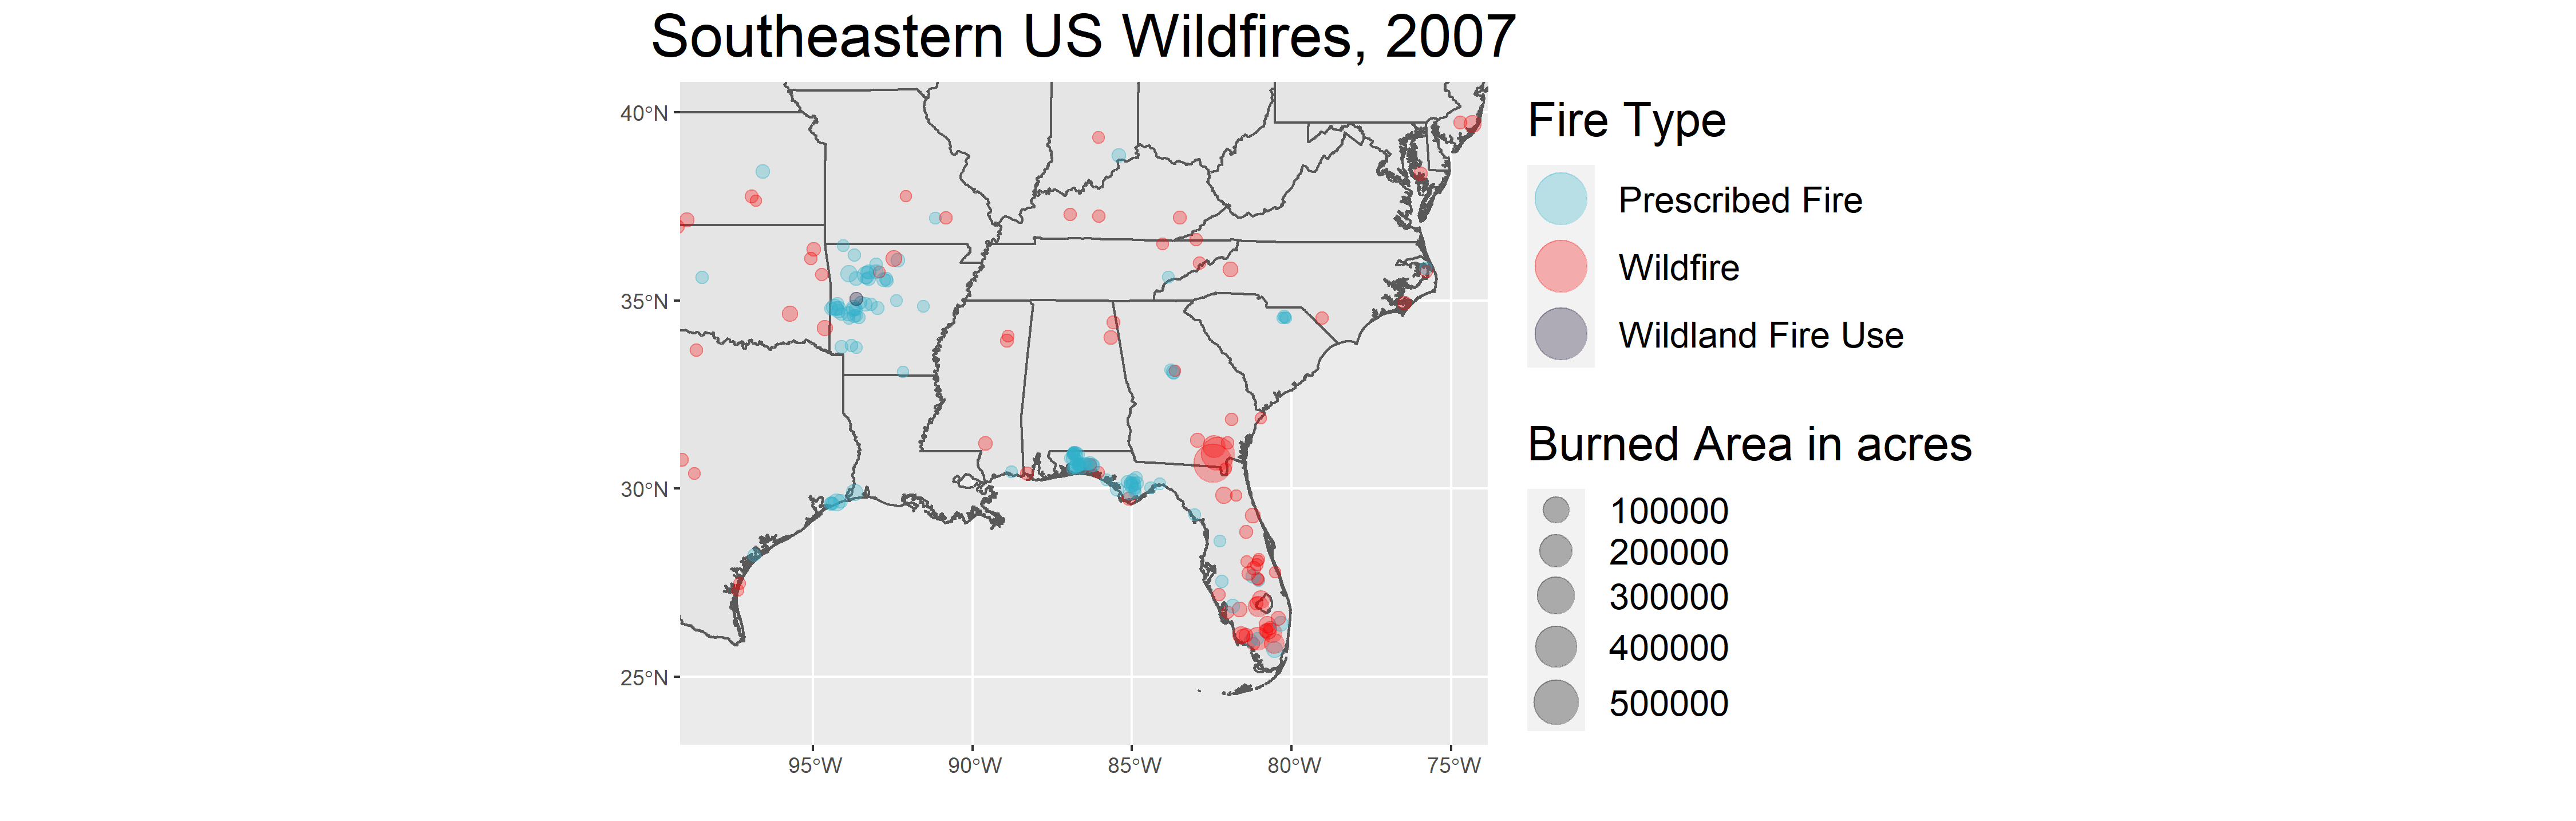 Southeastern US Wildfires, 2007
40°N
35°N
30°N
25°N
95°W
90°W
85°W
80°W
75°W
Fire Type
Prescribed Fire
Wildfire
Wildland Fire Use
Burned Area in acres
100000
200000
300000
400000
500000